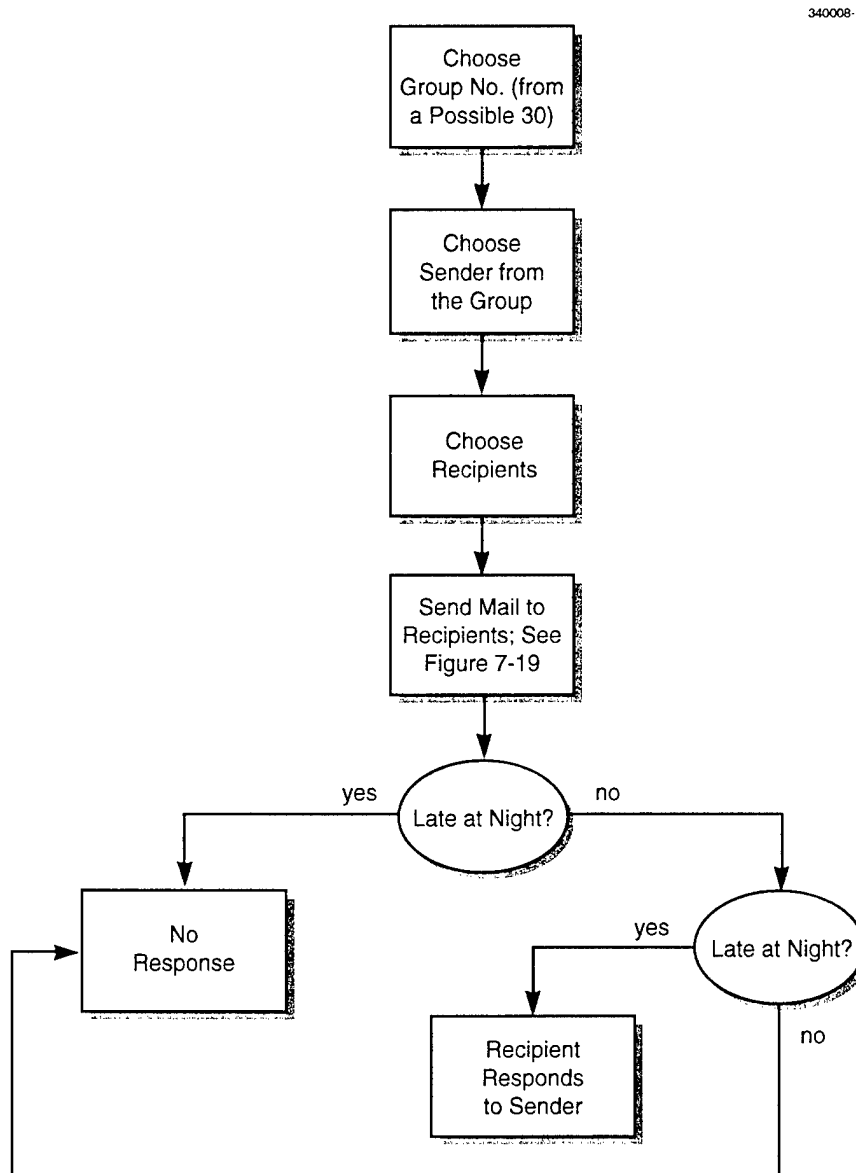 340008-
Choose
Group No. (from
a Possible 30)
Choose
Sender from
the Group
Choose
Recipients
Send Mail to
Recipients; See
Figure 7-19
yes
Late at Night?
no
No
Response
yes
Late at Night?
no
Recipient
Responds
to Sender